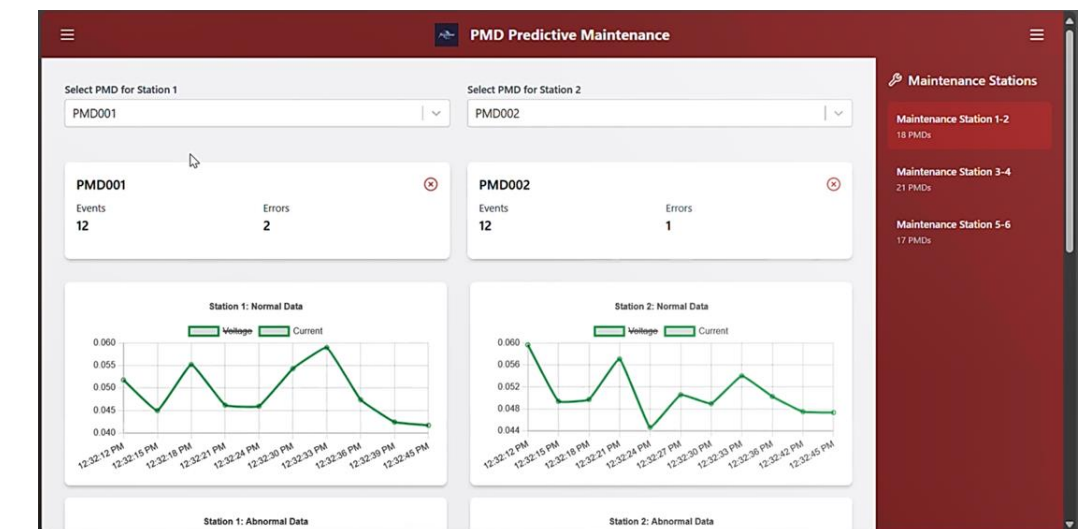 PMD Predictive Maintenance
Select PMD for Station 1
PMD001
Select PMD for Station 2
PMD002
PMD001
Events
Errors
12
2
PMD002
Events
Errors
12
1
Station 1: Normal Data
Voltage Current
0.060
0.055
0.050
0.045
0.040
12:32:12 PM 12:32:15 PM 12:32:18 PM 12:32:21 PM 12:32:24 PM 12:32:30 PM 12:32:33 PM 12:32:36 PM 12:32:39 PM 12:32:45 PM
Station 2: Normal Data
Voltage Current
0.060
0.056
0.052
0.048
0.044
12:32:12 PM 12:32:15 PM 12:32:18 PM 12:32:21 PM 12:32:24 PM 12:32:27 PM 12:32:30 PM 12:32:33 PM 12:32:36 PM 12:32:42 PM 12:32:45 PM
Station 1: Abnormal Data
Station 2: Abnormal Data
Maintenance Stations
Maintenance Station 1-2
18 PMDs
Maintenance Station 3-4
21 PMDs
Maintenance Station 5-6
17 PMDs